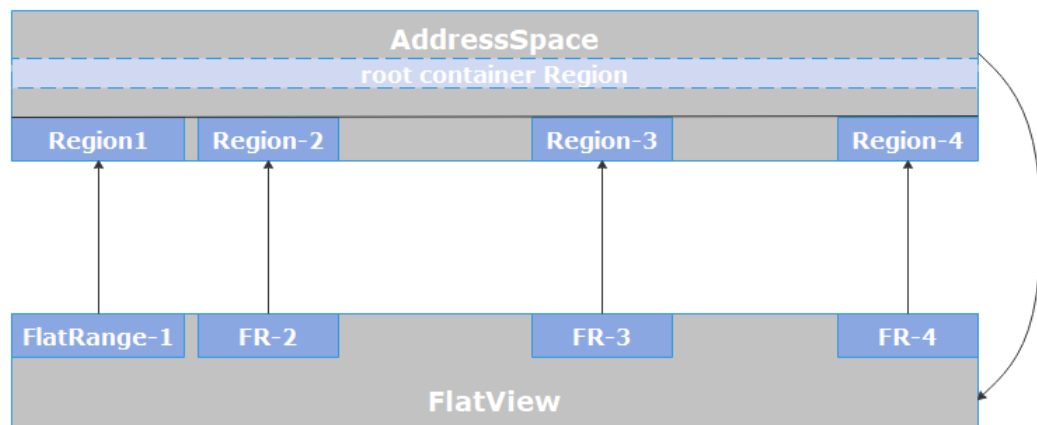 AddressSpace
root container Region
Region1 Region-2 Region-3 Region-4
FlatRange-1 FR-2 FR-3 FR-4
FlatView